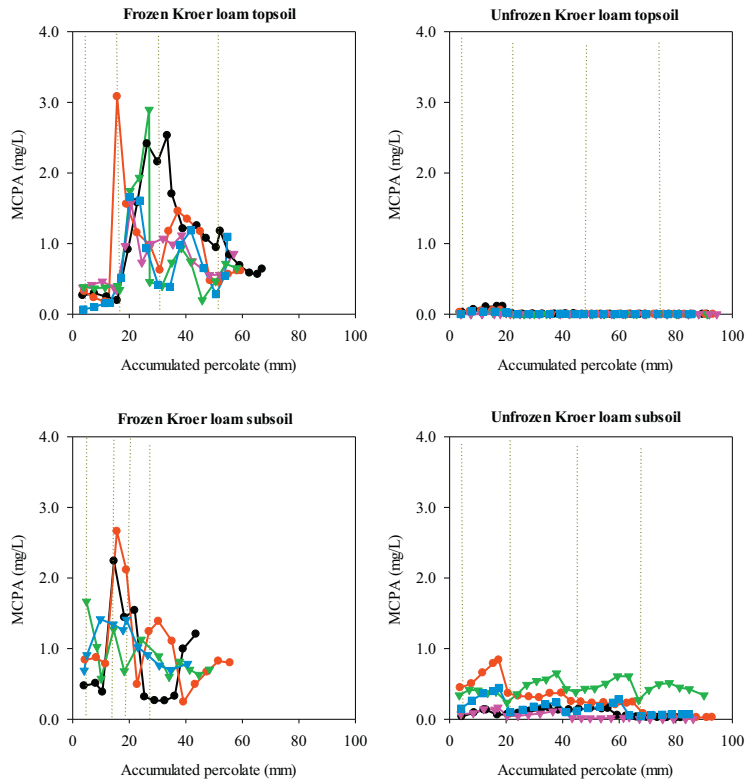 Frozen Kroer loam topsoil
4.0
3.0
2.0
1.0
0.0
MCPA (mg/L)
0 20 40 60 80 100
Accumulated percolate (mm)
Unfrozen Kroer loam topsoil
4.0
3.0
2.0
1.0
0.0
MCPA (mg/L)
0 20 40 60 80 100
Accumulated percolate (mm)
Frozen Kroer loam subsoil
4.0
3.0
2.0
1.0
0.0
MCPA (mg/L)
0 20 40 60 80 100
Accumulated percolate (mm)
Unfrozen Kroer loam subsoil
4.0
3.0
2.0
1.0
0.0
MCPA (mg/L)
0 20 40 60 80 100
Accumulated percolate (mm)